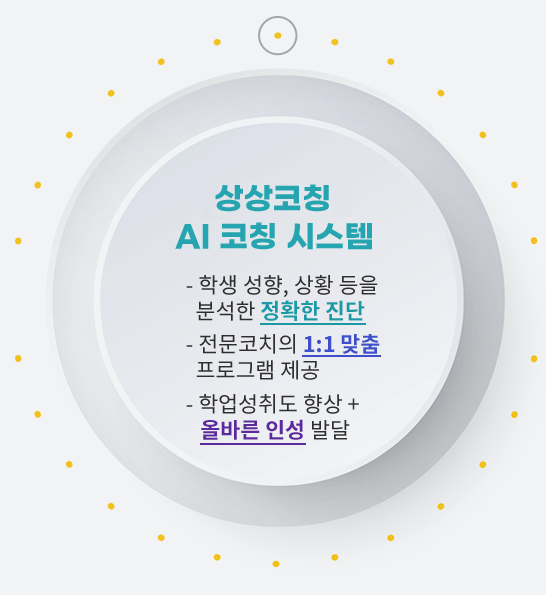 상상코칭
AI 코칭 시스템
- 학생 성향, 상황 등을
분석한 정확한 진단
- 전문코치의 1:1 맞춤
프로그램 제공
- 학업성취도 향상 +
올바른 인성 발달